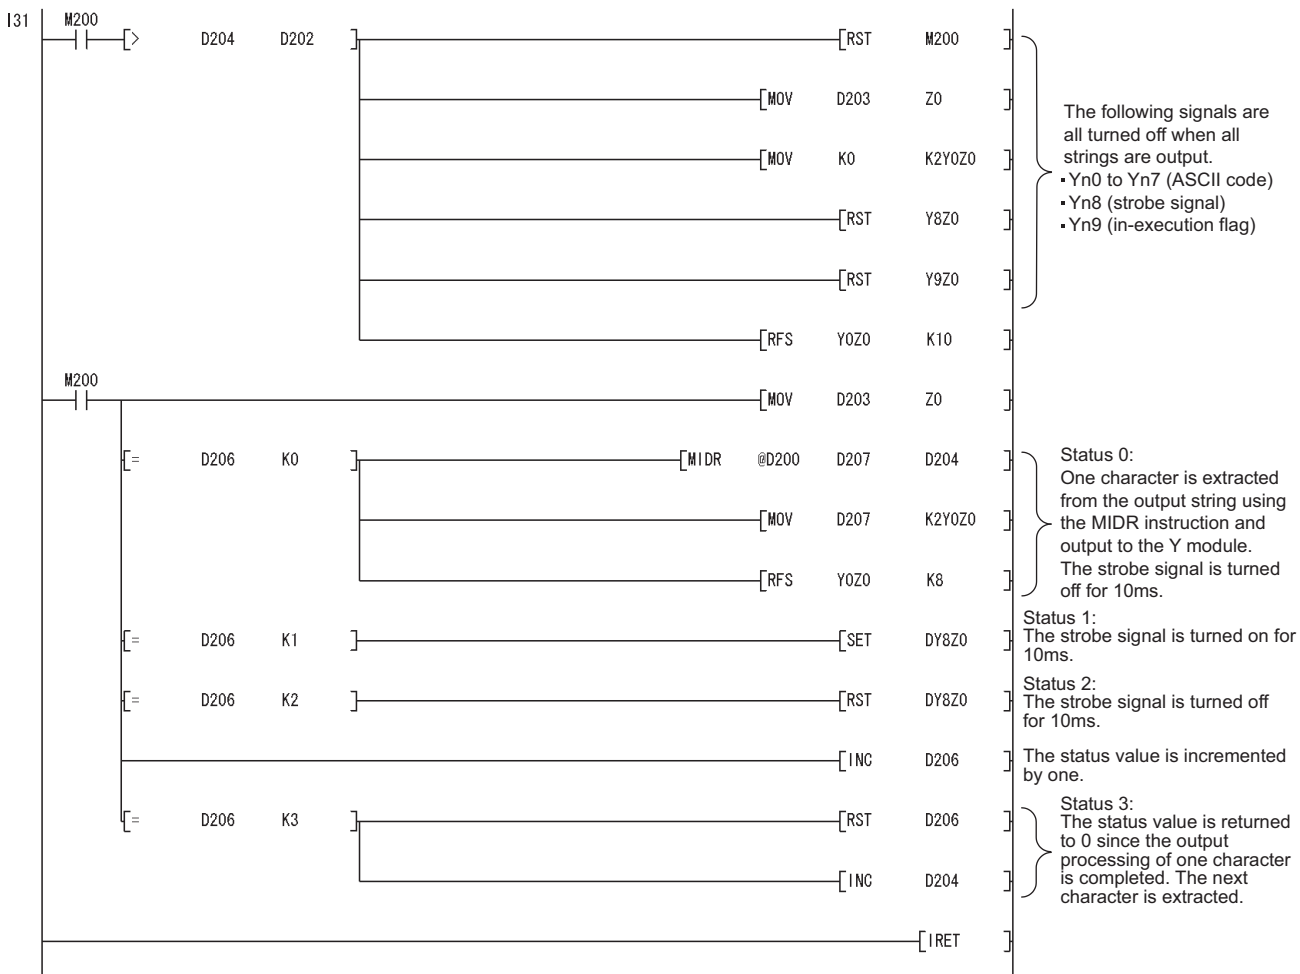 I31 M200 [> D204 D202 ] [RST M200 ]
[MOV D203 Z0 ]
[MOV K0 K2Y0Z0 ]
[RST Y8Z0 ]
[RST Y9Z0 ]
The following signals are
all turned off when all
strings are output.
▪ Yn0 to Yn7 (ASCII code)
▪ Yn8 (strobe signal)
▪ Yn9 (in-execution flag)
[RFS Y0Z0 K10 ]
M200 [MOV D203 Z0 ]
[= D206 K0 ] [MIDR @D200 D207 D204 ]
[MOV D207 K2Y0Z0 ]
[RFS Y0Z0 K8 ]
Status 0:
One character is extracted
from the output string using
the MIDR instruction and
output to the Y module.
The strobe signal is turned
off for 10ms.
[= D206 K1 ] [SET DY8Z0 ]
Status 1:
The strobe signal is turned on for
10ms.
[= D206 K2 ] [RST DY8Z0 ]
Status 2:
The strobe signal is turned off
for 10ms.
[INC D206 ]
The status value is incremented
by one.
[= D206 K3 ] [RST D206 ]
[INC D204 ]
Status 3:
The status value is returned
to 0 since the output
processing of one character
is completed. The next
character is extracted.
[IRET ]